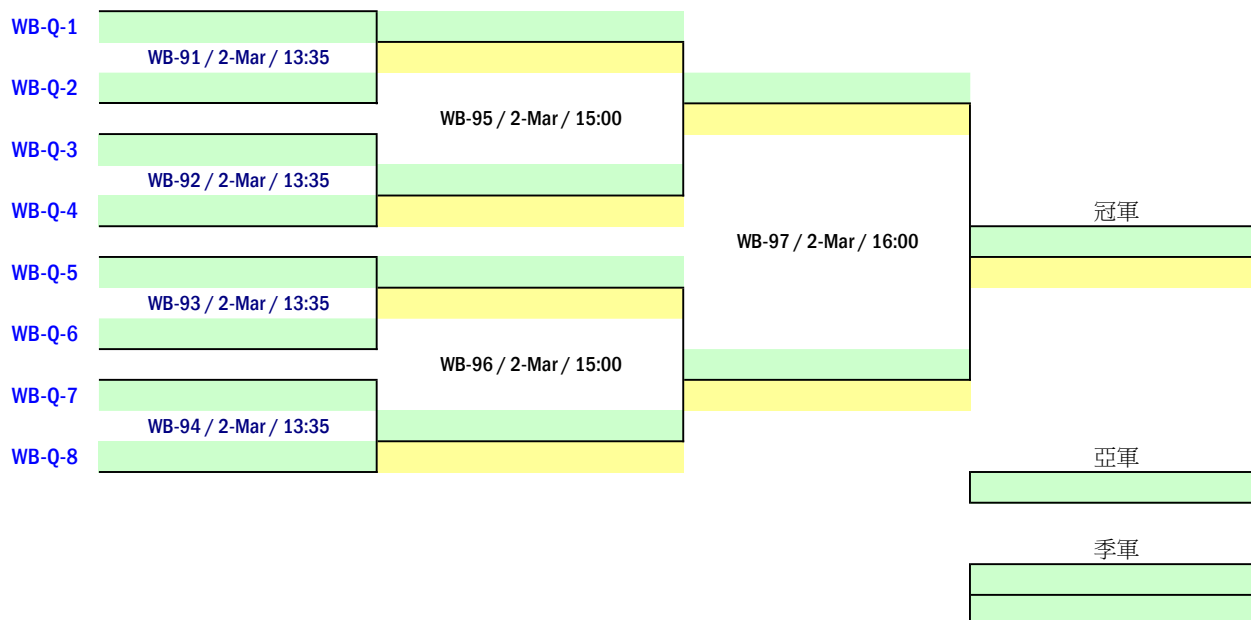 WB-Q-1
WB-91 / 2-Mar / 13:35
WB-Q-2
WB-95 / 2-Mar / 15:00
WB-Q-3
WB-92 / 2-Mar / 13:35
WB-Q-4
冠軍
WB-97 / 2-Mar / 16:00
WB-Q-5
WB-93 / 2-Mar / 13:35
WB-Q-6
WB-96 / 2-Mar / 15:00
WB-Q-7
WB-94 / 2-Mar / 13:35
WB-Q-8
亞軍
季軍